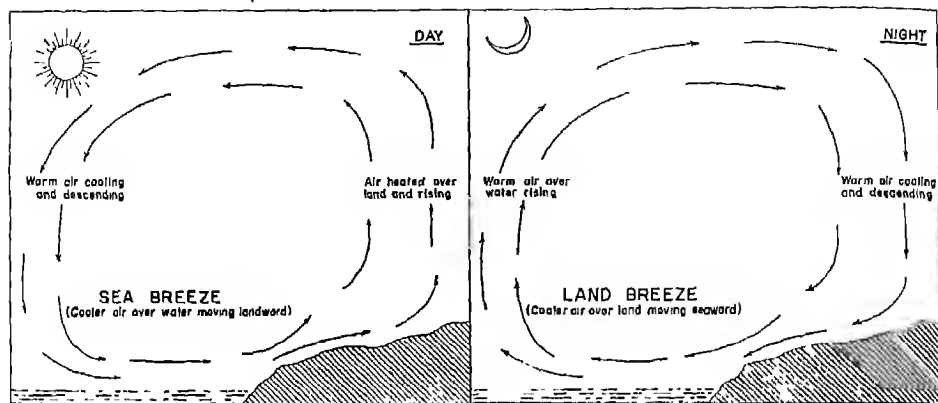 DAY
Warm air cooling
and descending
Air heated over
land and rising
SEA BREEZE
(Cooler air over water moving landward)
NIGHT
Warm air over
water rising
Warm air cooling
and descending
LAND BREEZE
(Cooler air over land moving seaward)